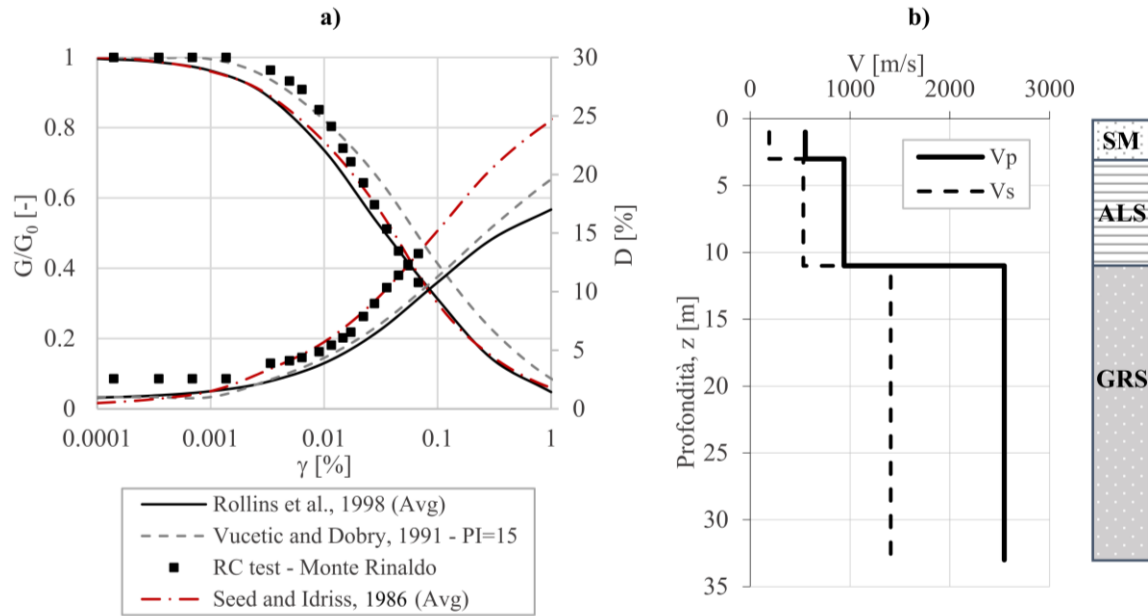 a)
1
0.8
0.6
0.4
0.2
0
G/G0 [-]
30
25
20
15
10
5
0
D [%]
0.0001
0.001
0.01
0.1
1
γ [%]
Rollins et al., 1998 (Avg)
Vucetic and Dobry, 1991 - PI=15
RC test - Monte Rinaldo
Seed and Idriss, 1986 (Avg)
b)
V [m/s]
0
1000
2000
3000
0
5
10
15
20
25
30
35
Profondità, z [m]
Vp
Vs
SM
ALS
GRS